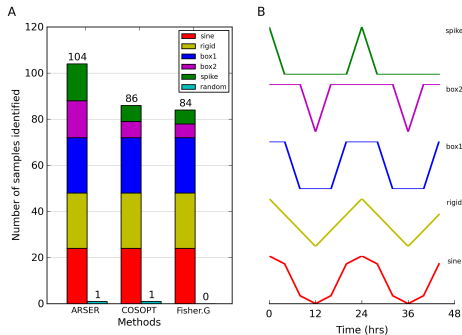 A
Number of samples identified
120
100
80
60
40
20
0
104
86
84
1
1
0
sine
rigid
box1
box2
spike
random
ARSER
COSOPT
Fisher.G
Methods
B
spike
box2
box1
rigid
sine
0
12
24
36
48
Time (hrs)